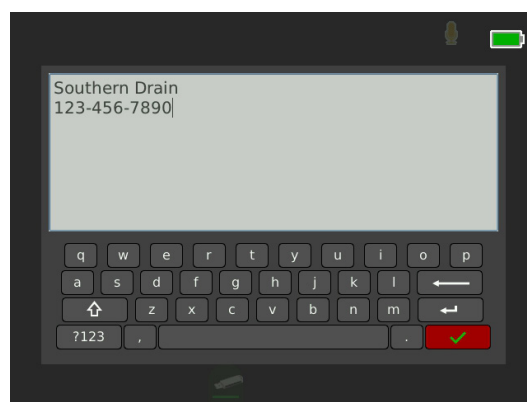 Southern Drain
123-456-7890
q w e r t y u i o p
a s d f g h j k l
z x c v b n m
?123 , .